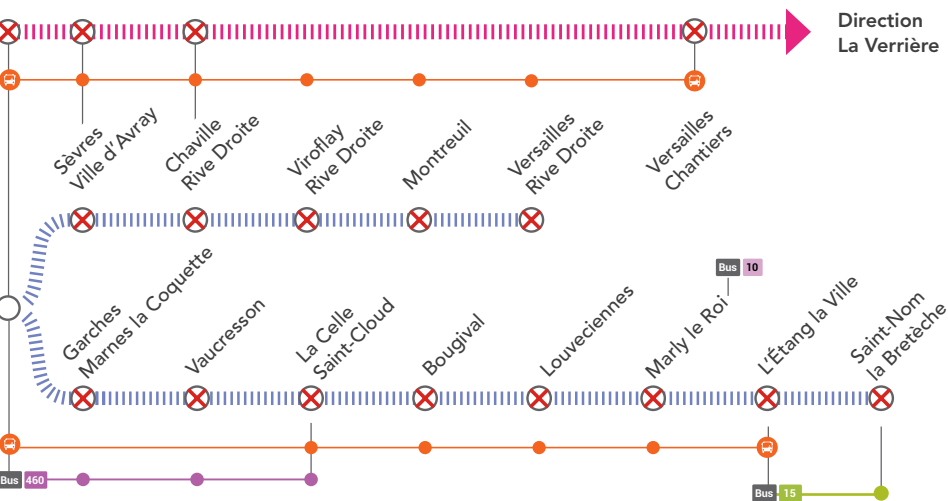 Direction
La Verrière
Sèvres
Ville d'Avray
Chaville
Rive Droite
Viroflay
Rive Droite
Montreuil
Versailles
Rive Droite
Versailles
Chantiers
Bus 10
Garches
Marnes la Coquette
Vaucresson
La Celle
Saint-Cloud
Bougival
Louveciennes
Marly le Roi
L'Étang la Ville
Saint-Nom
la Bretèche
Bus 460
Bus 15